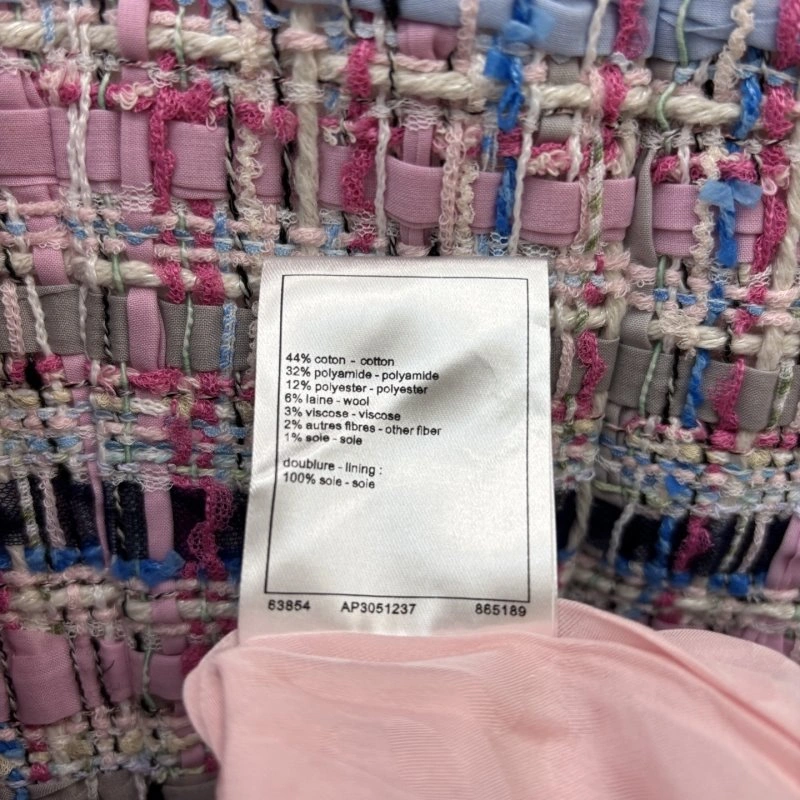 44% coton - cotton
32% polyamide - polyamide
12% polyester - polyester
6% laine - wool
3% viscose - viscose
2% autres fibres - other fiber
1% soie - soie
doublure - lining :
100% soie - soie
63854 AP3051237 865189